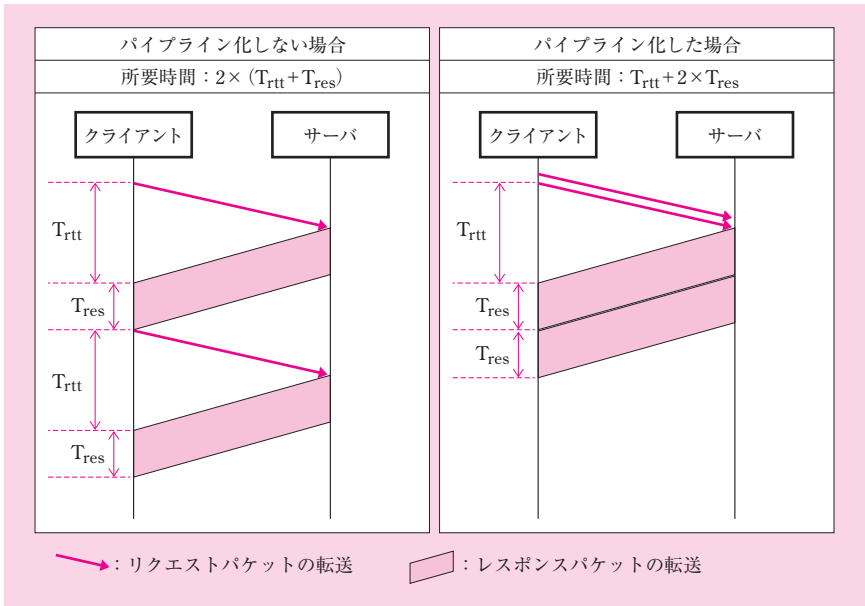 パイプライン化しない場合
所要時間：2×（Trtt＋Tres）
クライアント
サーバ
Trtt
Tres
Trtt
Tres
パイプライン化した場合
所要時間：Trtt＋2×Tres
クライアント
サーバ
Trtt
Tres
Tres
：リクエストパケットの転送
：レスポンスパケットの転送